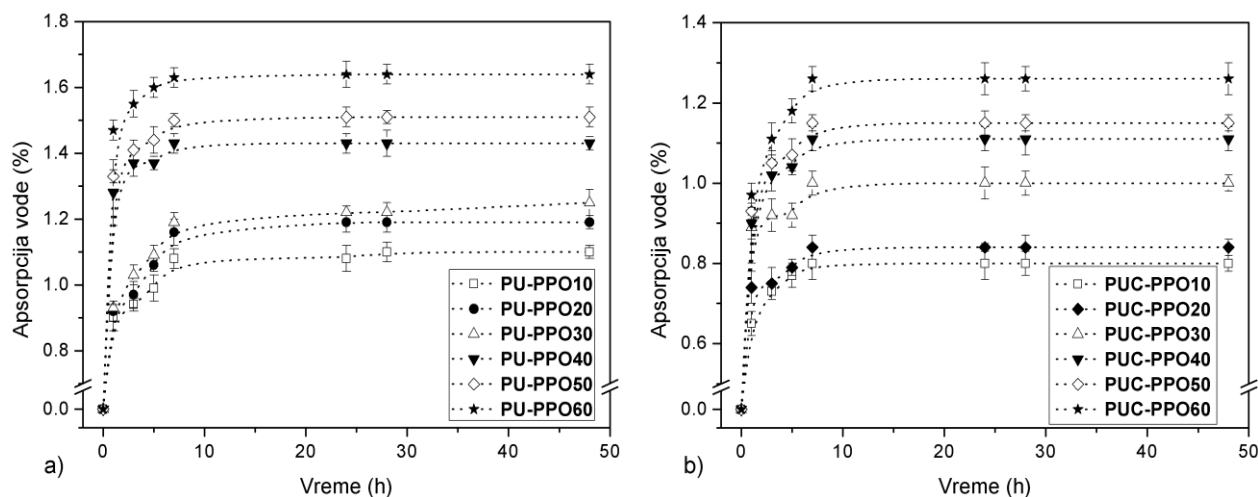 1.8
1.6
1.4
1.2
1.0
0.8
0.0
Apsorpcija vode (%)
0 10 20 30 40 50
Vreme (h)
a)
PU-PPO10
PU-PPO20
PU-PPO30
PU-PPO40
PU-PPO50
PU-PPO60
1.4
1.2
1.0
0.8
0.6
0.0
Apsorpcija vode (%)
0 10 20 30 40 50
Vreme (h)
b)
PUC-PPO10
PUC-PPO20
PUC-PPO30
PUC-PPO40
PUC-PPO50
PUC-PPO60